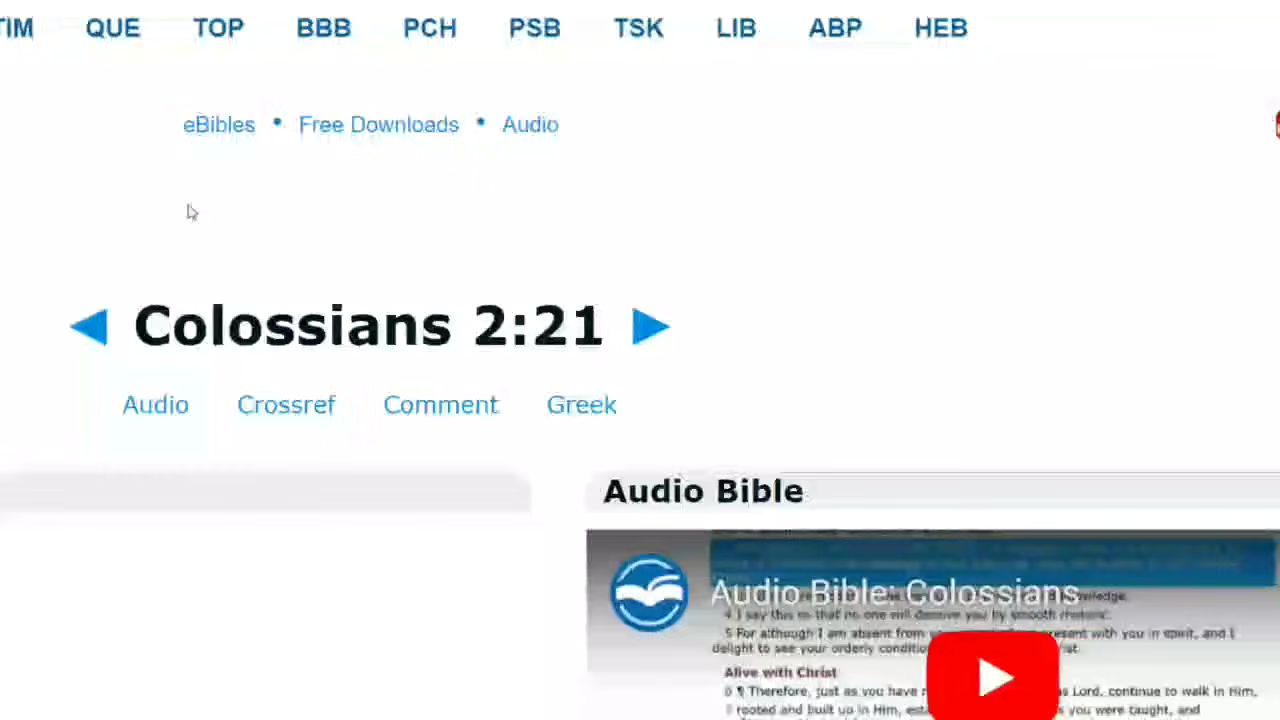 TIM QUE TOP BBB PCH PSB TSK LIB ABP HEB
eBibles • Free Downloads • Audio
◄ Colossians 2:21 ►
Audio Crossref Comment Greek
Audio Bible
Audio Bible: Colossians
knowledge.
4 I say this so that no one will deceive you by smooth rhetoric.
5 For although I am absent from present with you in spirit, and I
delight to see your orderly
Alive with Christ
6 ¶ Therefore, just as you have as Lord, continue to walk in Him,
7 rooted and built up in Him, you were taught, and